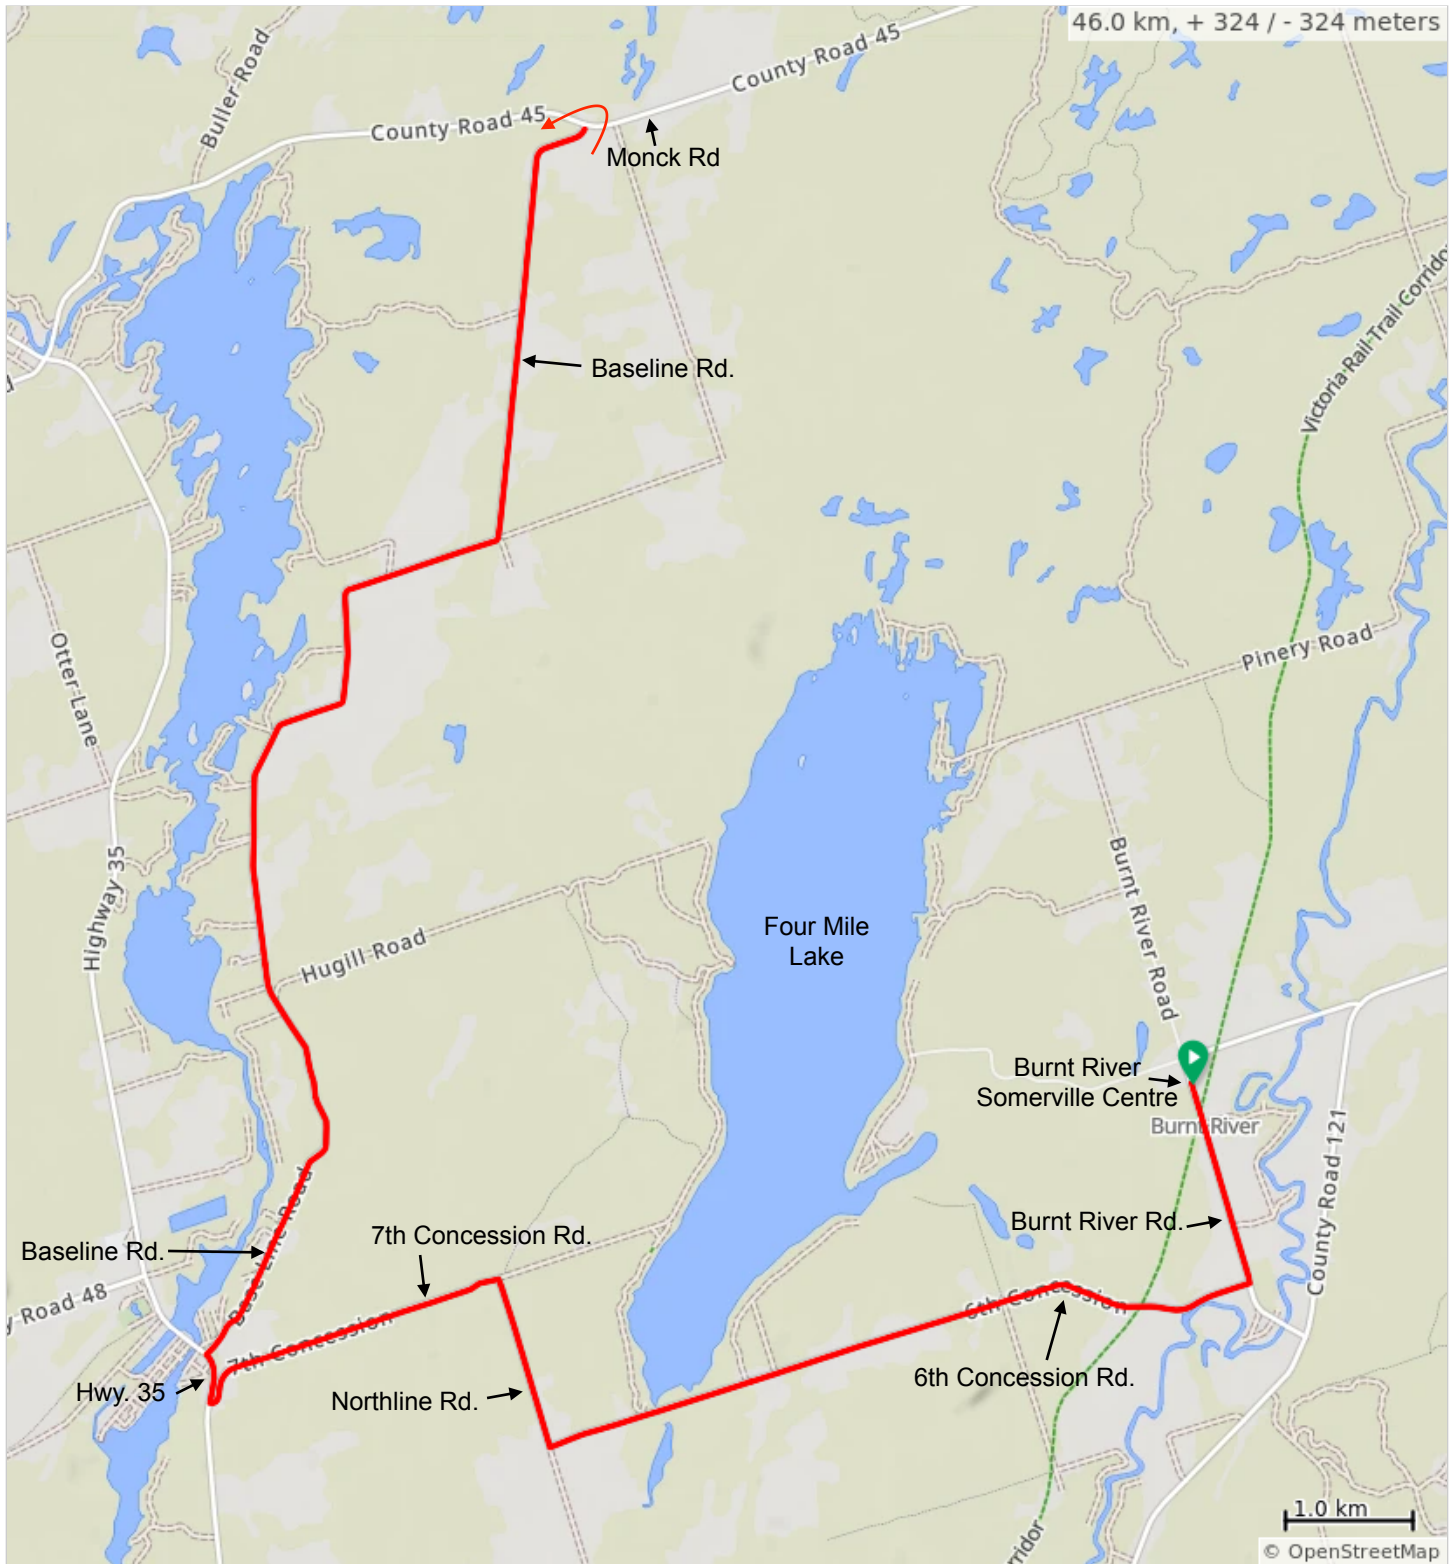 46.0 km, + 324 / - 324 meters
Buller Road
County Road 45
County Road 45
Monck Rd
Baseline Rd.
Victoria Rail Trail Corrido
d
Otter Lane
Pinery Road
Highway 35
Burnt River Road
Hugill Road
Four Mile
Lake
Burnt River
Somerville Centre
Burnt River
County Road 121
Burnt River Rd.
7th Concession Rd.
Baseline Rd.
Base Line Road
y Road 48
6th Concession
7th Concession
6th Concession Rd.
Hwy. 35
Northline Rd.
1.0 km
rridor
© OpenStreetMap